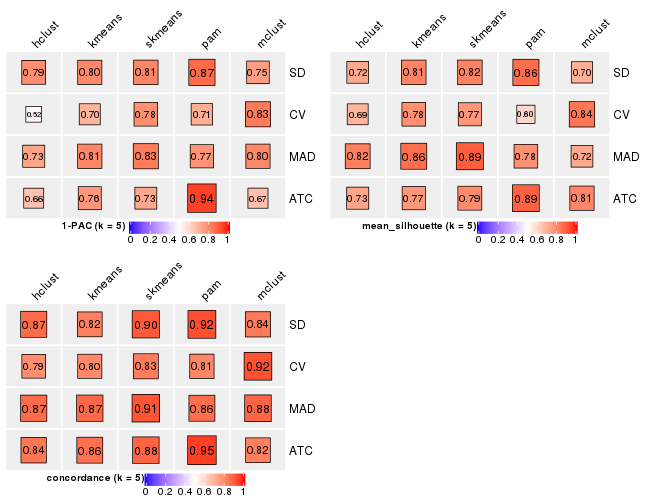 hclust kmeans skmeans pam mclust
0.79 0.80 0.81 0.87 0.75 SD
0.52 0.70 0.78 0.71 0.83 CV
0.73 0.81 0.83 0.77 0.80 MAD
0.66 0.76 0.73 0.94 0.67 ATC
1-PAC (k = 5)
0 0.2 0.4 0.6 0.8 1
hclust kmeans skmeans pam mclust
0.72 0.81 0.82 0.86 0.70 SD
0.69 0.78 0.77 0.60 0.84 CV
0.82 0.86 0.89 0.78 0.72 MAD
0.73 0.77 0.79 0.89 0.81 ATC
mean_silhouette (k = 5)
0 0.2 0.4 0.6 0.8 1
hclust kmeans skmeans pam mclust
0.87 0.82 0.90 0.92 0.84 SD
0.79 0.80 0.83 0.81 0.92 CV
0.87 0.87 0.91 0.86 0.88 MAD
0.84 0.86 0.88 0.95 0.82 ATC
concordance (k = 5)
0 0.2 0.4 0.6 0.8 1